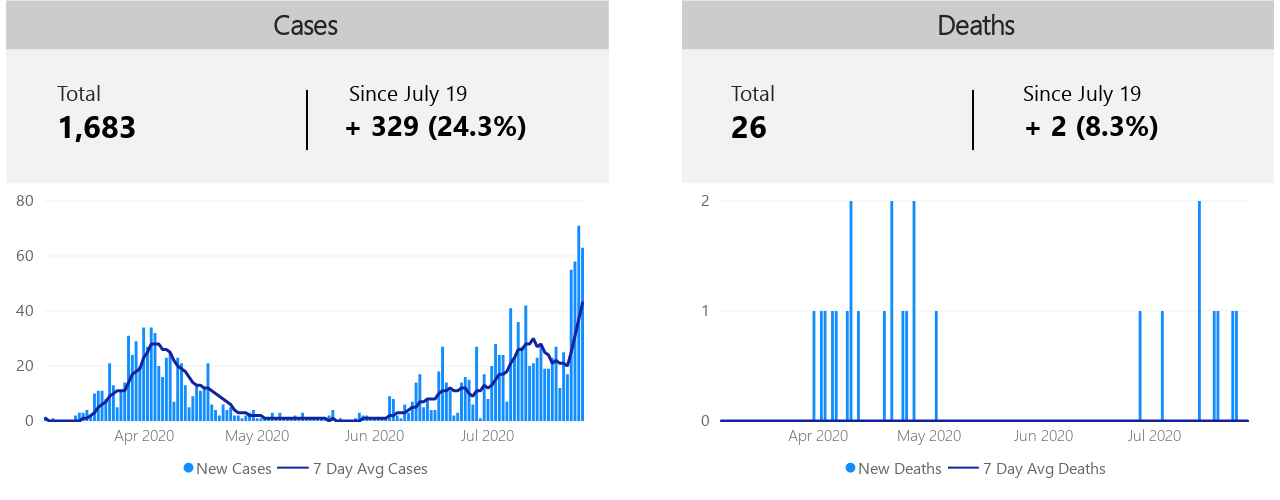 Cases
Total
1,683
Since July 19
+ 329 (24.3%)
80
60
40
20
0
Apr 2020
May 2020
Jun 2020
Jul 2020
New Cases
7 Day Avg Cases
Deaths
Total
26
Since July 19
+ 2 (8.3%)
2
1
0
Apr 2020
May 2020
Jun 2020
Jul 2020
New Deaths
7 Day Avg Deaths